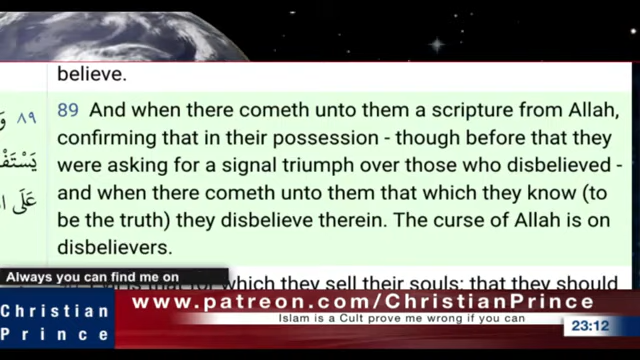 believe.
89 And when there cometh unto them a scripture from Allah,
confirming that in their possession - though before that they
were asking for a signal triumph over those who disbelieved -
and when there cometh unto them that which they know (to
be the truth) they disbelieve therein. The curse of Allah is on
disbelievers.
٨٩
is that for which they sell their souls: that they should
Always you can find me on
www.patreon.com/ChristianPrince
Christian
Prince
Islam is a Cult prove me wrong if you can
23:12